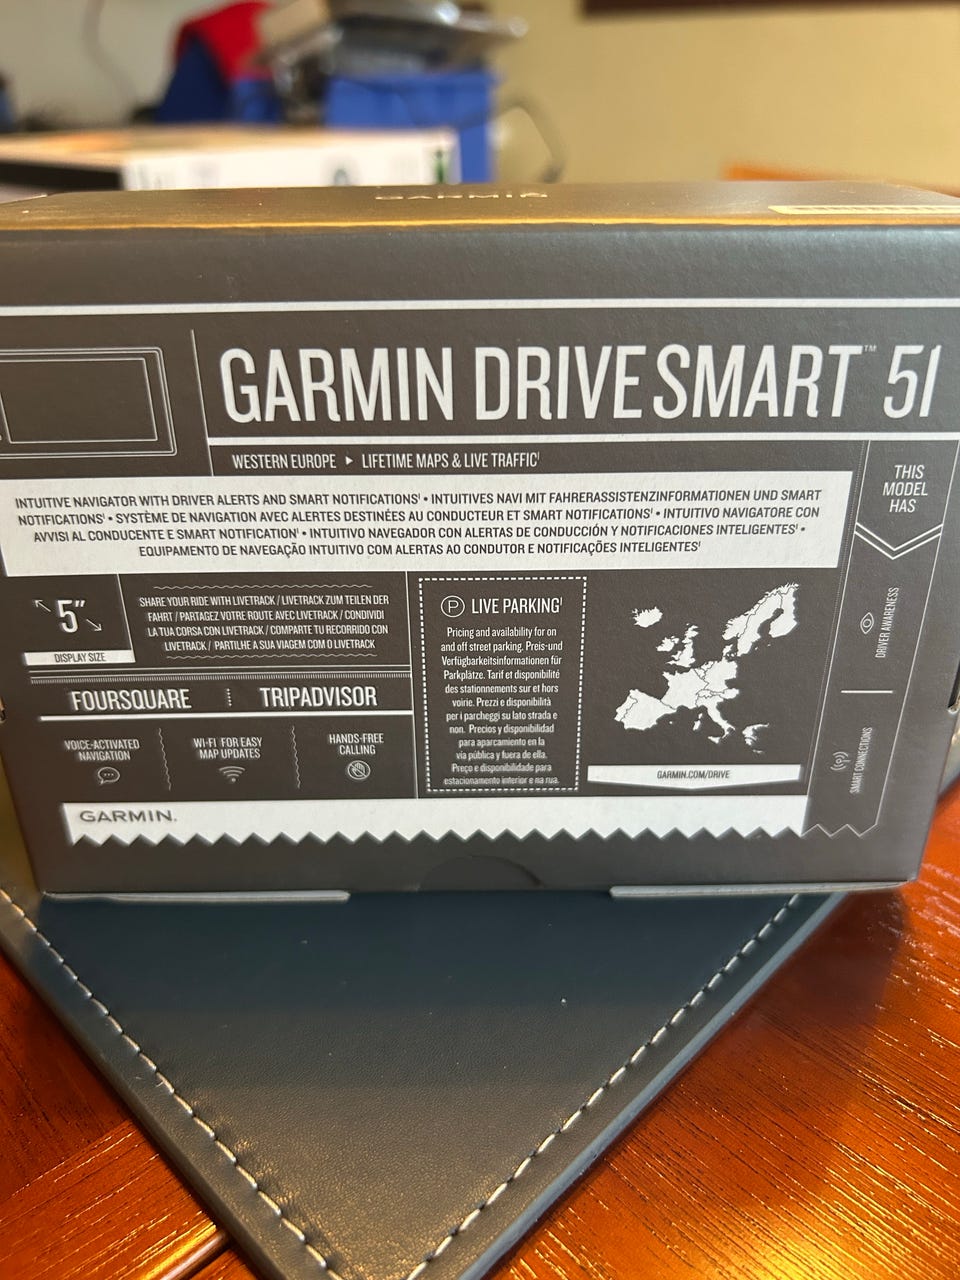 GARMIN
GARMIN DRIVESMART™ 51
WESTERN EUROPE ▸ LIFETIME MAPS & LIVE TRAFFIC¹
INTUITIVE NAVIGATOR WITH DRIVER ALERTS AND SMART NOTIFICATIONS¹ • INTUITIVES NAVI MIT FAHRERASSISTENZINFORMATIONEN UND SMART
NOTIFICATIONS¹ • SYSTÈME DE NAVIGATION AVEC ALERTES DESTINÉES AU CONDUCTEUR ET SMART NOTIFICATIONS¹ • INTUITIVO NAVIGATORE CON
AVVISI AL CONDUCENTE E SMART NOTIFICATION¹ • INTUITIVO NAVEGADOR CON ALERTAS DE CONDUCCIÓN Y NOTIFICACIONES INTELIGENTES¹ •
EQUIPAMENTO DE NAVEGAÇÃO INTUITIVO COM ALERTAS AO CONDUTOR E NOTIFICAÇÕES INTELIGENTES¹
5"
DISPLAY SIZE
SHARE YOUR RIDE WITH LIVETRACK / LIVETRACK ZUM TEILEN DER
FAHRT / PARTAGEZ VOTRE ROUTE AVEC LIVETRACK / CONDIVIDI
LA TUA CORSA CON LIVETRACK / COMPARTE TU RECORRIDO CON
LIVETRACK / PARTILHE A SUA VIAGEM COM O LIVETRACK
FOURSQUARE
TRIPADVISOR
VOICE-ACTIVATED
NAVIGATION
WI-FI FOR EASY
MAP UPDATES
HANDS-FREE
CALLING
P LIVE PARKING¹
Pricing and availability for on
and off street parking. Preis-und
Verfügbarkeitsinformationen für
Parkplätze. Tarif et disponibilité
des stationnements sur et hors
voirie. Prezzi e disponibilità
per i parcheggi su lato strada e
non. Precios y disponibilidad
para aparcamiento en la
vía pública y fuera de ella.
Preço e disponibilidade para
estacionamento interior e na rua.
GARMIN.COM/DRIVE
THIS
MODEL
HAS
DRIVER AWARENESS
SMART CONNECTIONS
GARMIN.